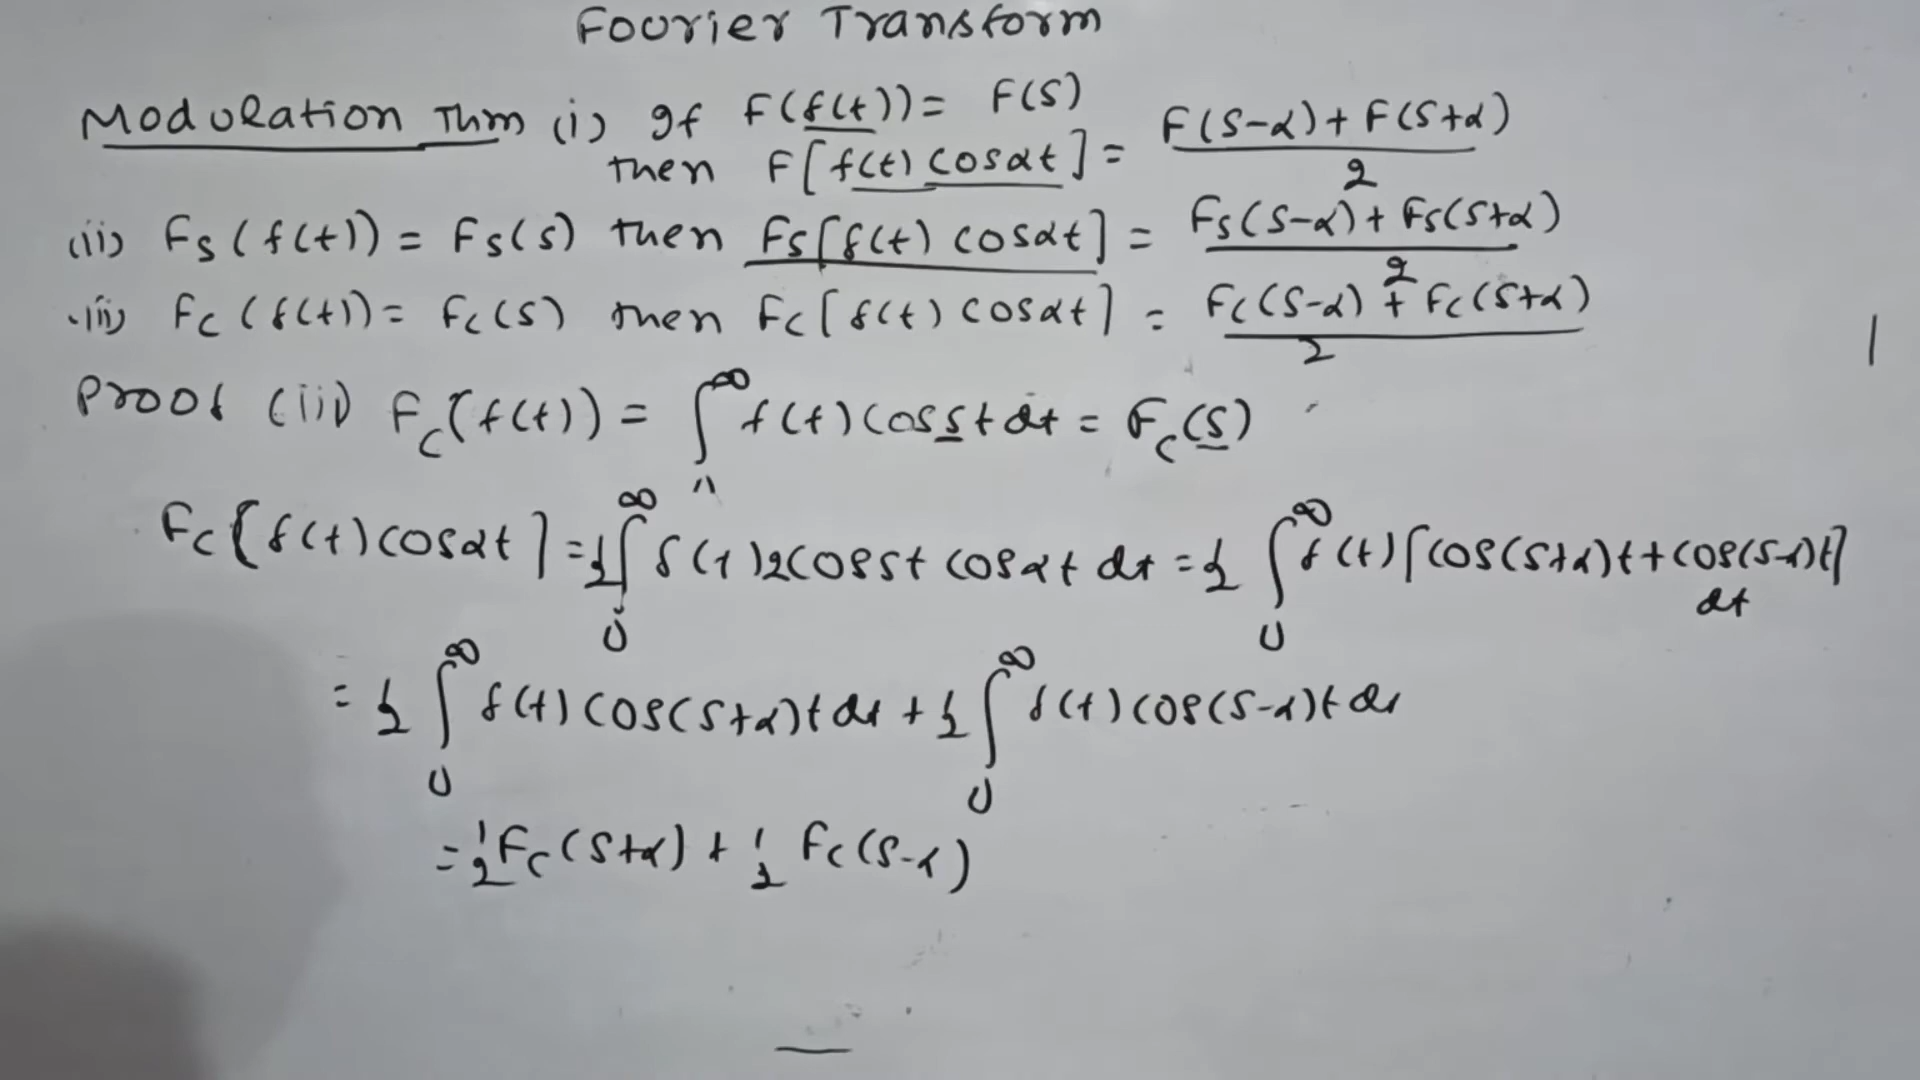 Fourier Transform
Modulation Thm (i) If F(f(t)) = F(s)
then F[f(t) cosαt] = F(s-α) + F(s+α) / 2
(ii) Fs(f(t)) = Fs(s) then Fs[f(t) cosαt] = Fs(s-α) + Fs(s+α) / 2
(iii) Fc(f(t)) = Fc(s) then Fc[f(t) cosαt] = Fc(s-α) + Fc(s+α) / 2
Proof (iii) Fc(f(t)) = ∫₀^∞ f(t) cos st dt = Fc(s)
Fc[f(t) cosαt] = ½ ∫₀^∞ f(t) 2 cos st cos αt dt = ½ ∫₀^∞ f(t) [cos(s+α)t + cos(s-α)t] dt
= ½ ∫₀^∞ f(t) cos(s+α)t dt + ½ ∫₀^∞ f(t) cos(s-α)t dt
= ½ Fc(s+α) + ½ Fc(s-α)